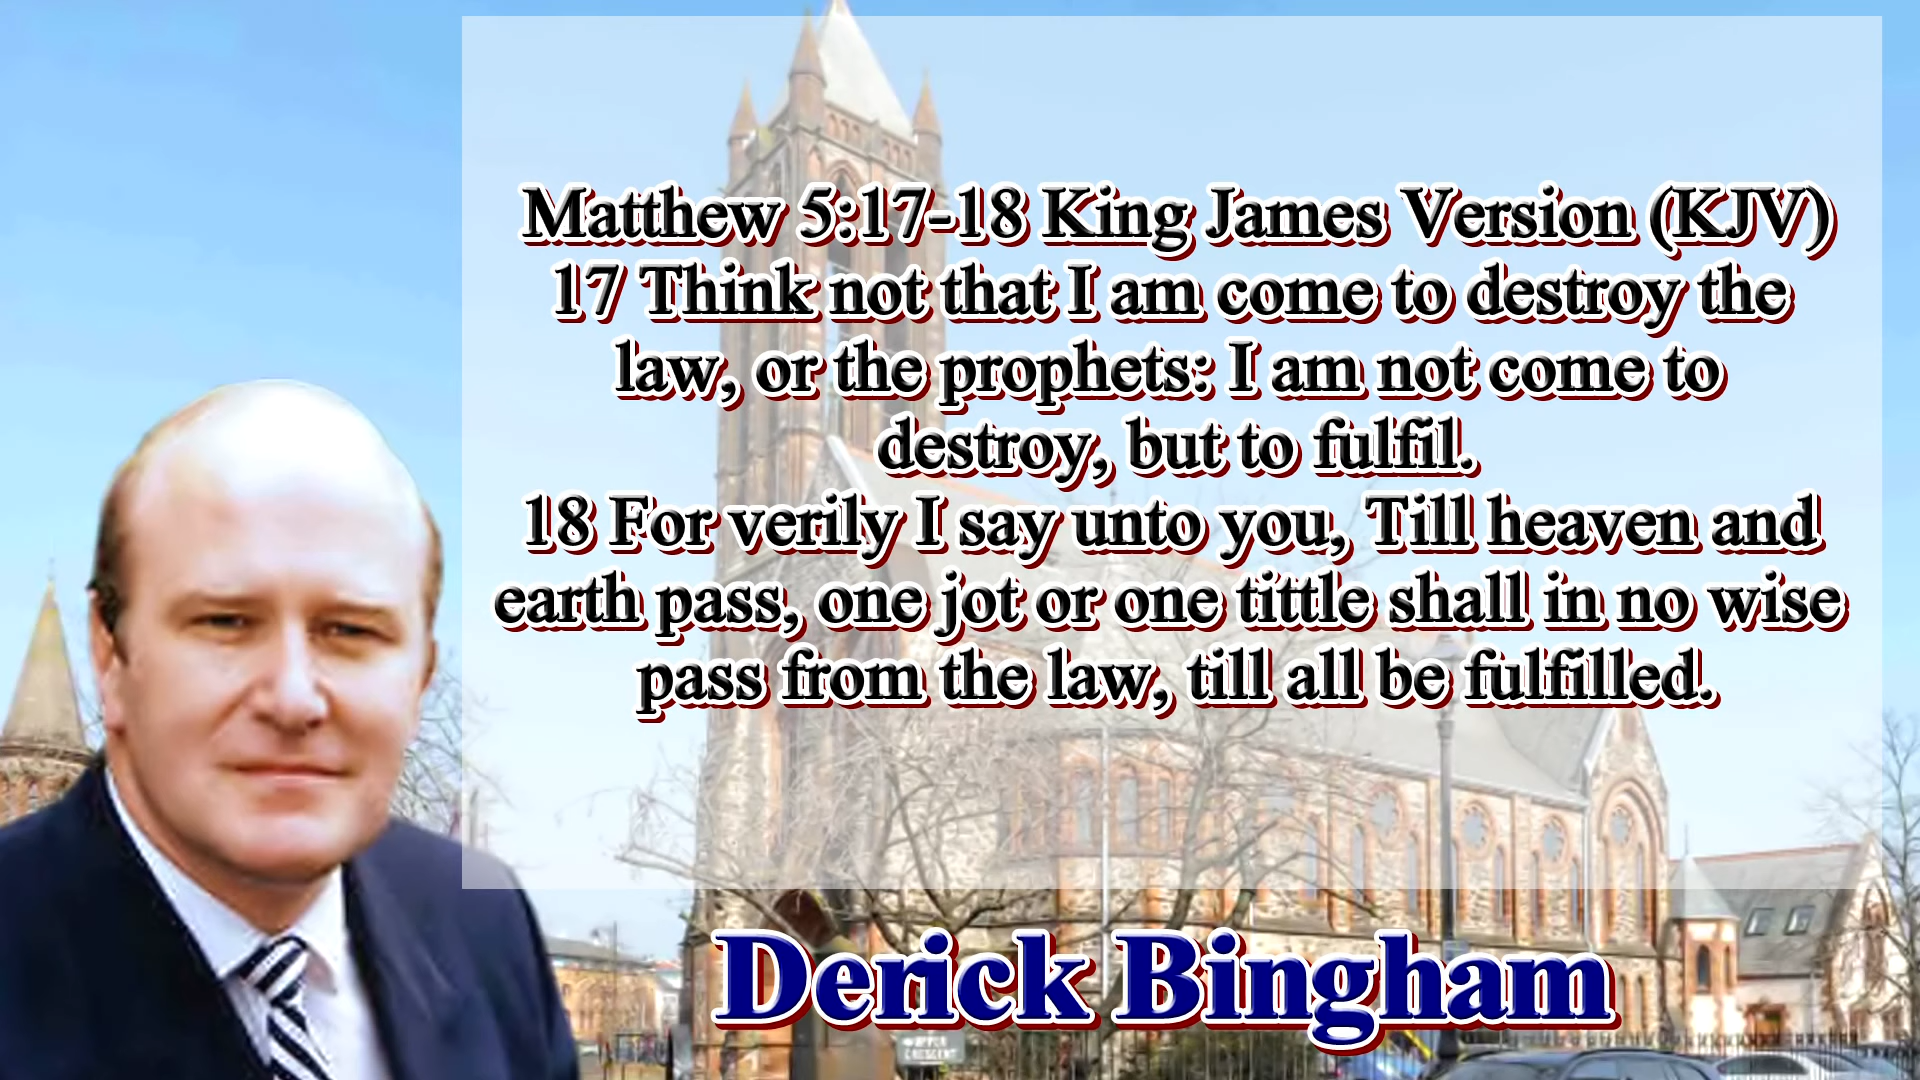 Matthew 5:17-18 King James Version (KJV)
17 Think not that I am come to destroy the
law, or the prophets: I am not come to
destroy, but to fulfil.
18 For verily I say unto you, Till heaven and
earth pass, one jot or one tittle shall in no wise
pass from the law, till all be fulfilled.
Derick Bingham
UPPER
CRESCENT